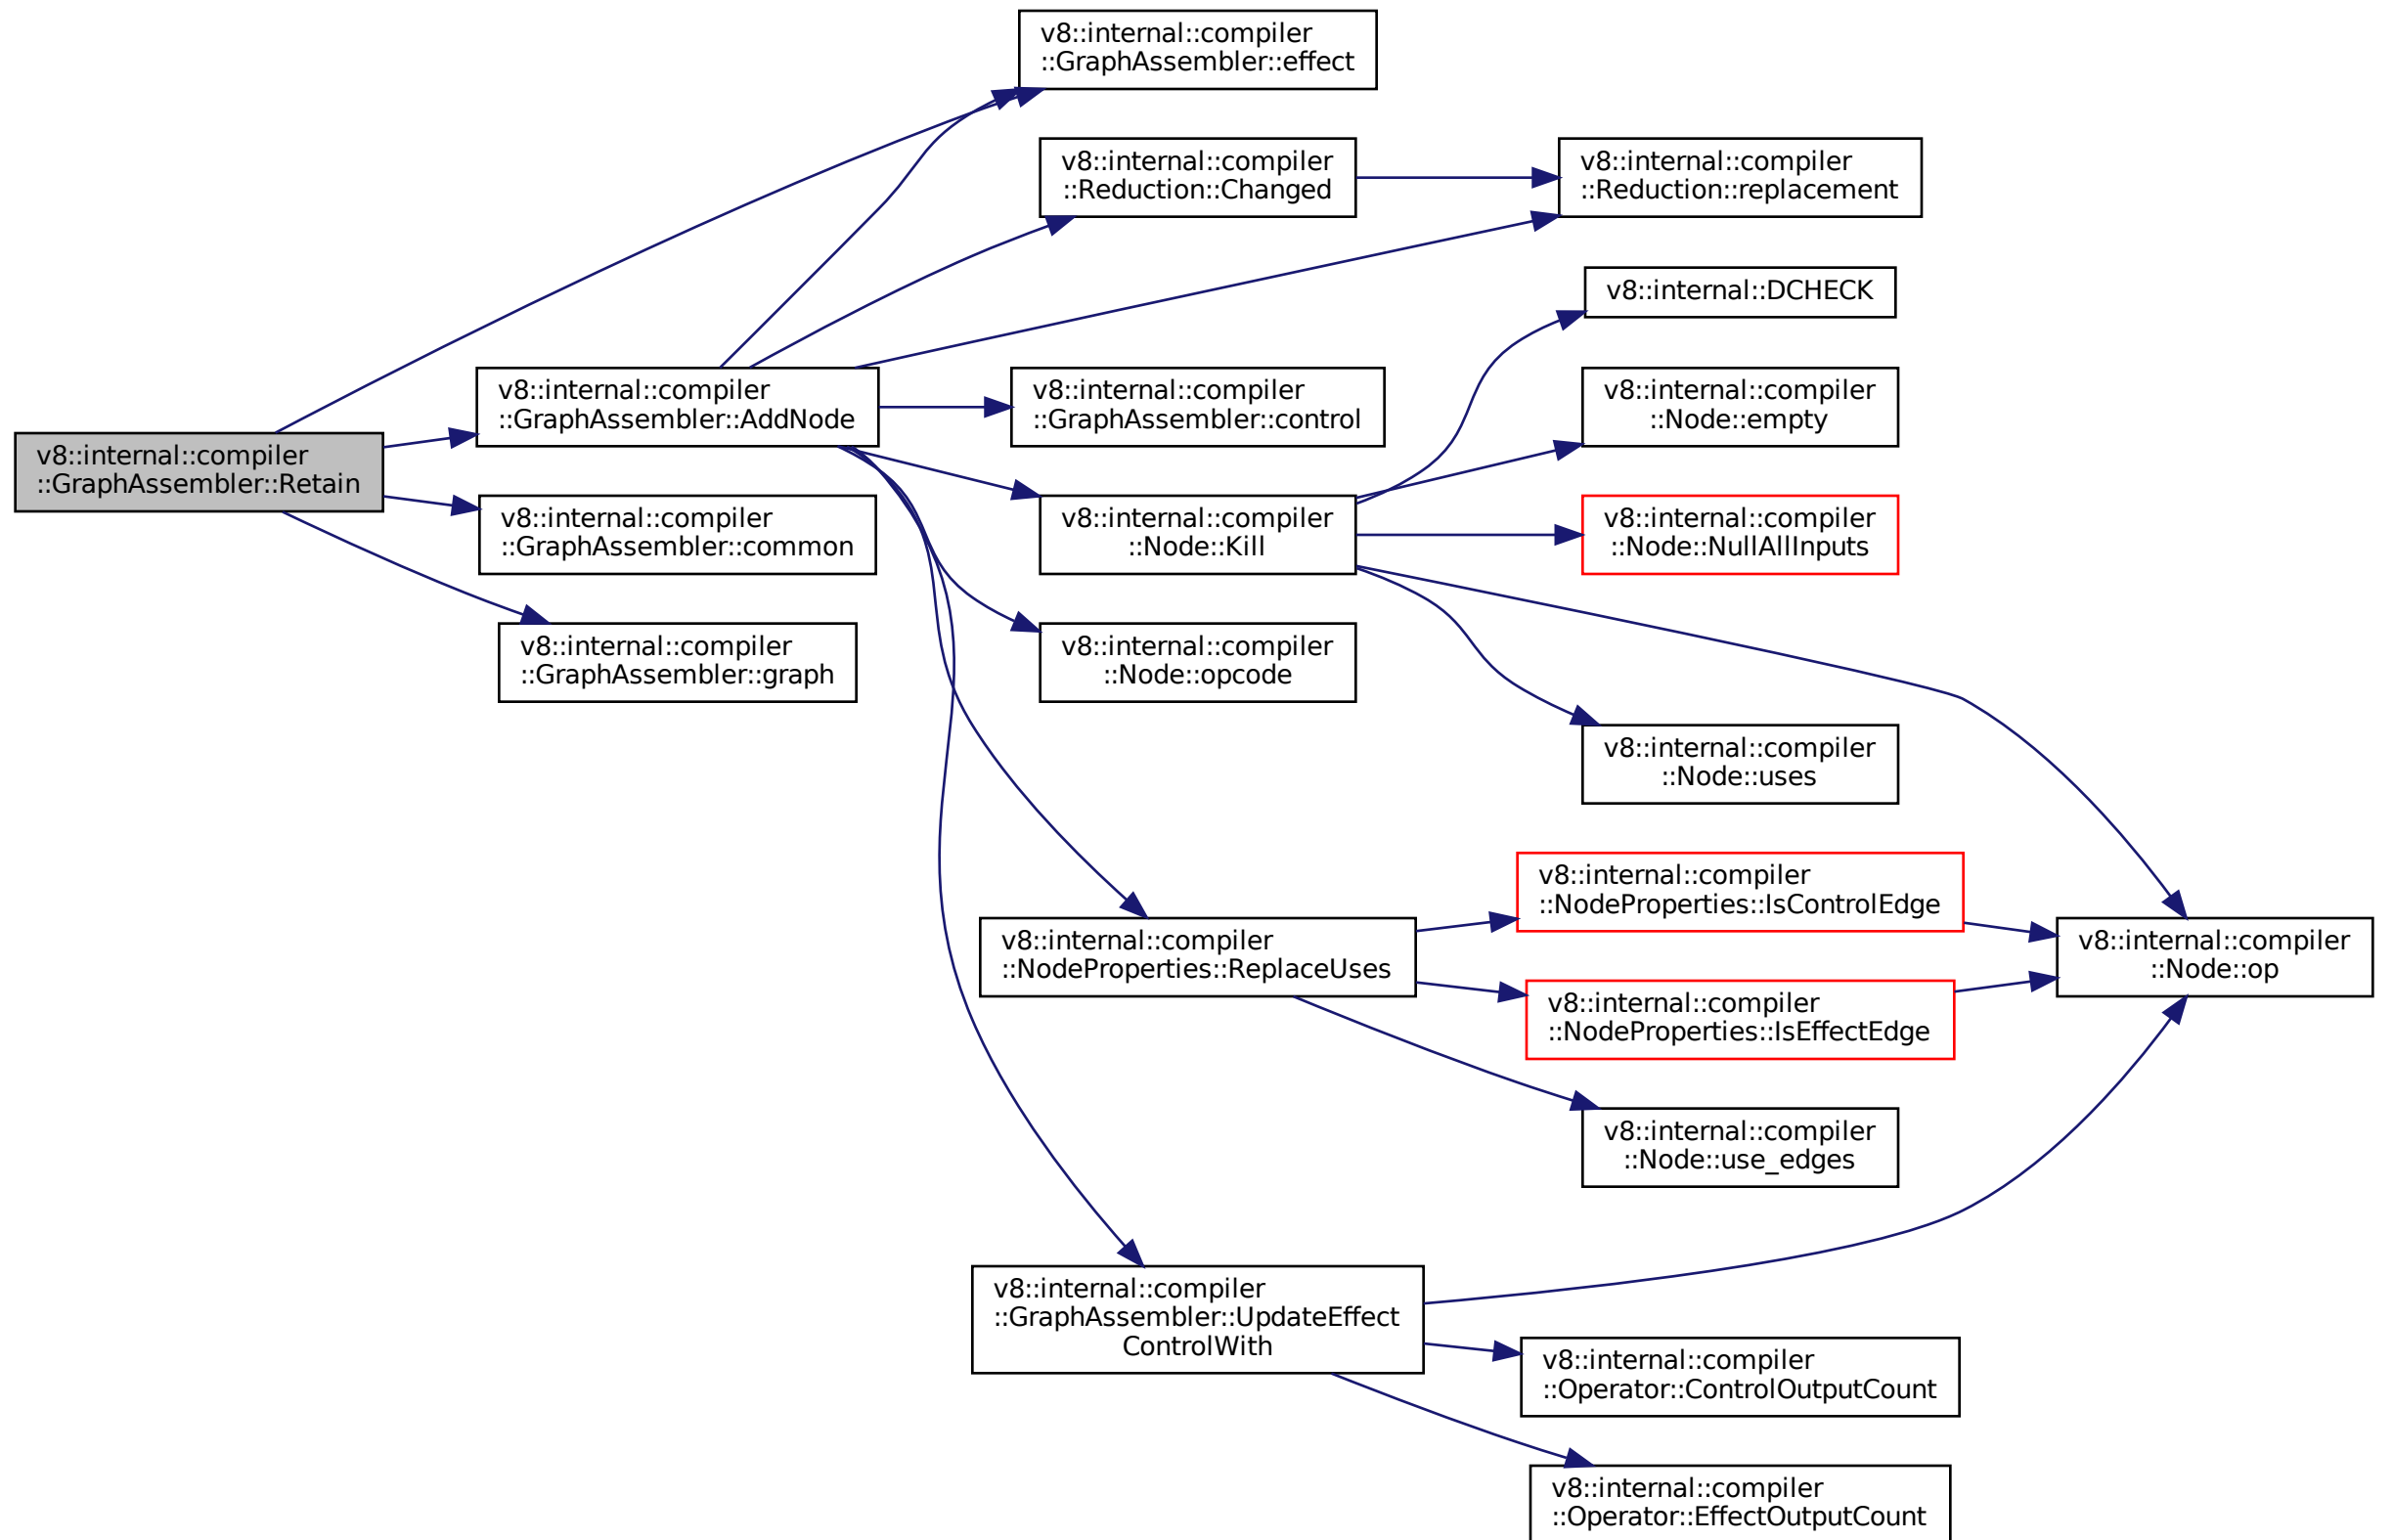 v8::internal::compiler
::GraphAssembler::Retain
v8::internal::compiler
::GraphAssembler::AddNode
v8::internal::compiler
::GraphAssembler::common
v8::internal::compiler
::GraphAssembler::graph
v8::internal::compiler
::GraphAssembler::effect
v8::internal::compiler
::Reduction::Changed
v8::internal::compiler
::GraphAssembler::control
v8::internal::compiler
::Node::Kill
v8::internal::compiler
::Node::opcode
v8::internal::compiler
::NodeProperties::ReplaceUses
v8::internal::compiler
::GraphAssembler::UpdateEffect
ControlWith
v8::internal::compiler
::Reduction::replacement
v8::internal::DCHECK
v8::internal::compiler
::Node::empty
v8::internal::compiler
::Node::NullAllInputs
v8::internal::compiler
::Node::uses
v8::internal::compiler
::NodeProperties::IsControlEdge
v8::internal::compiler
::NodeProperties::IsEffectEdge
v8::internal::compiler
::Node::use_edges
v8::internal::compiler
::Operator::ControlOutputCount
v8::internal::compiler
::Operator::EffectOutputCount
v8::internal::compiler
::Node::op